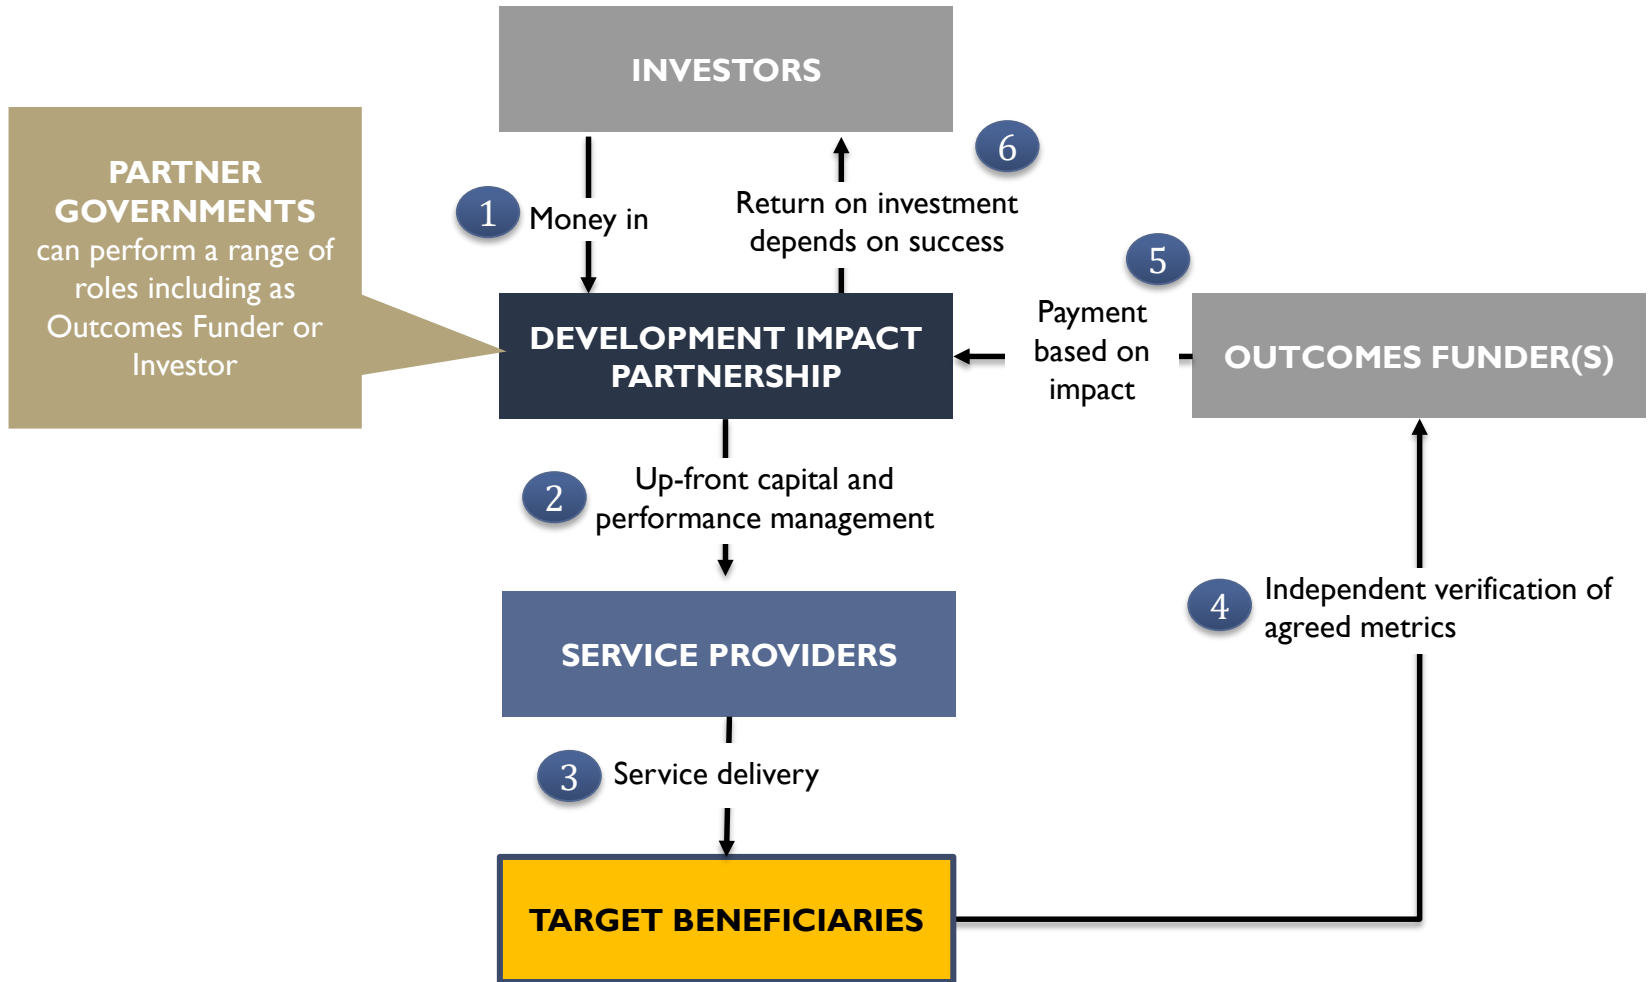 INVESTORS
PARTNER
GOVERNMENTS
can perform a range of
roles including as
Outcomes Funder or
Investor
1
Money in
6
Return on investment
depends on success
5
Payment
based on
impact
DEVELOPMENT IMPACT
PARTNERSHIP
OUTCOMES FUNDER(S)
2
Up-front capital and
performance management
4
Independent verification of
agreed metrics
SERVICE PROVIDERS
3
Service delivery
TARGET BENEFICIARIES